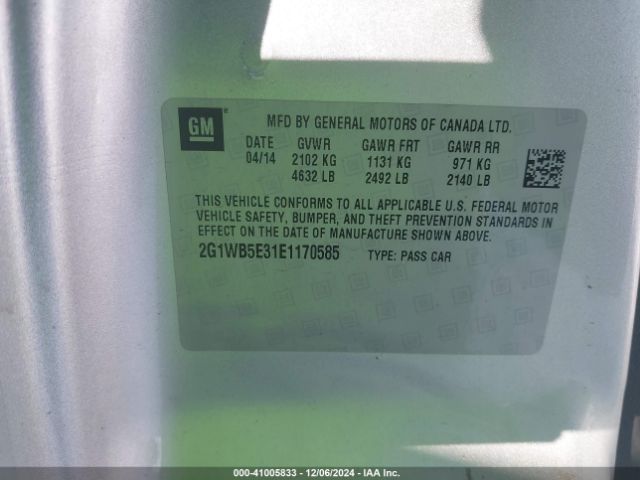 GM ®
MFD BY GENERAL MOTORS OF CANADA LTD.
DATE GVWR GAWR FRT GAWR RR
04/14 2102 KG 1131 KG 971 KG
4632 LB 2492 LB 2140 LB
THIS VEHICLE CONFORMS TO ALL APPLICABLE U.S. FEDERAL MOTOR
VEHICLE SAFETY, BUMPER, AND THEFT PREVENTION STANDARDS IN
EFFECT ON THE DATE OF MANUFACTURE SHOWN ABOVE.
2G1WB5E31E1170585 TYPE: PASS CAR
000-41005833 - 12/06/2024 - IAA Inc.